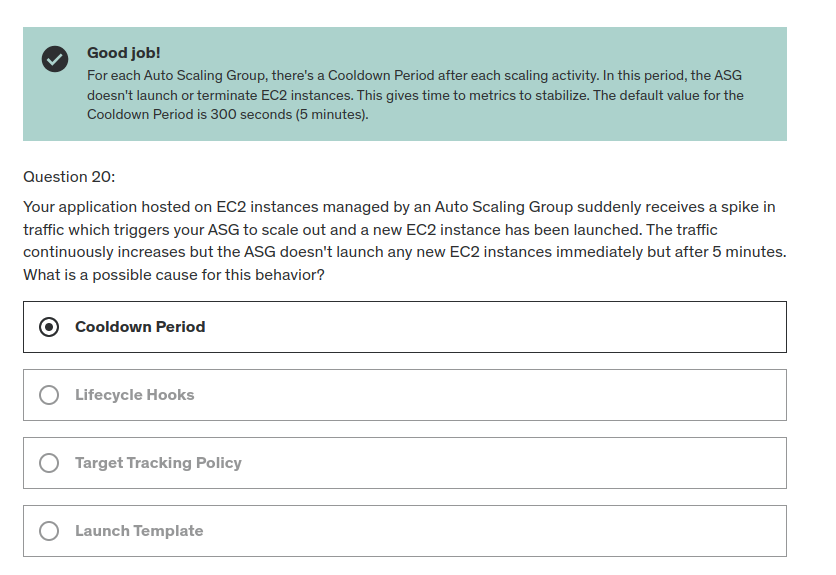 Good job!
For each Auto Scaling Group, there's a Cooldown Period after each scaling activity. In this period, the ASG
doesn't launch or terminate EC2 instances. This gives time to metrics to stabilize. The default value for the
Cooldown Period is 300 seconds (5 minutes).
Question 20:
Your application hosted on EC2 instances managed by an Auto Scaling Group suddenly receives a spike in
traffic which triggers your ASG to scale out and a new EC2 instance has been launched. The traffic
continuously increases but the ASG doesn't launch any new EC2 instances immediately but after 5 minutes.
What is a possible cause for this behavior?
Cooldown Period
Lifecycle Hooks
Target Tracking Policy
Launch Template